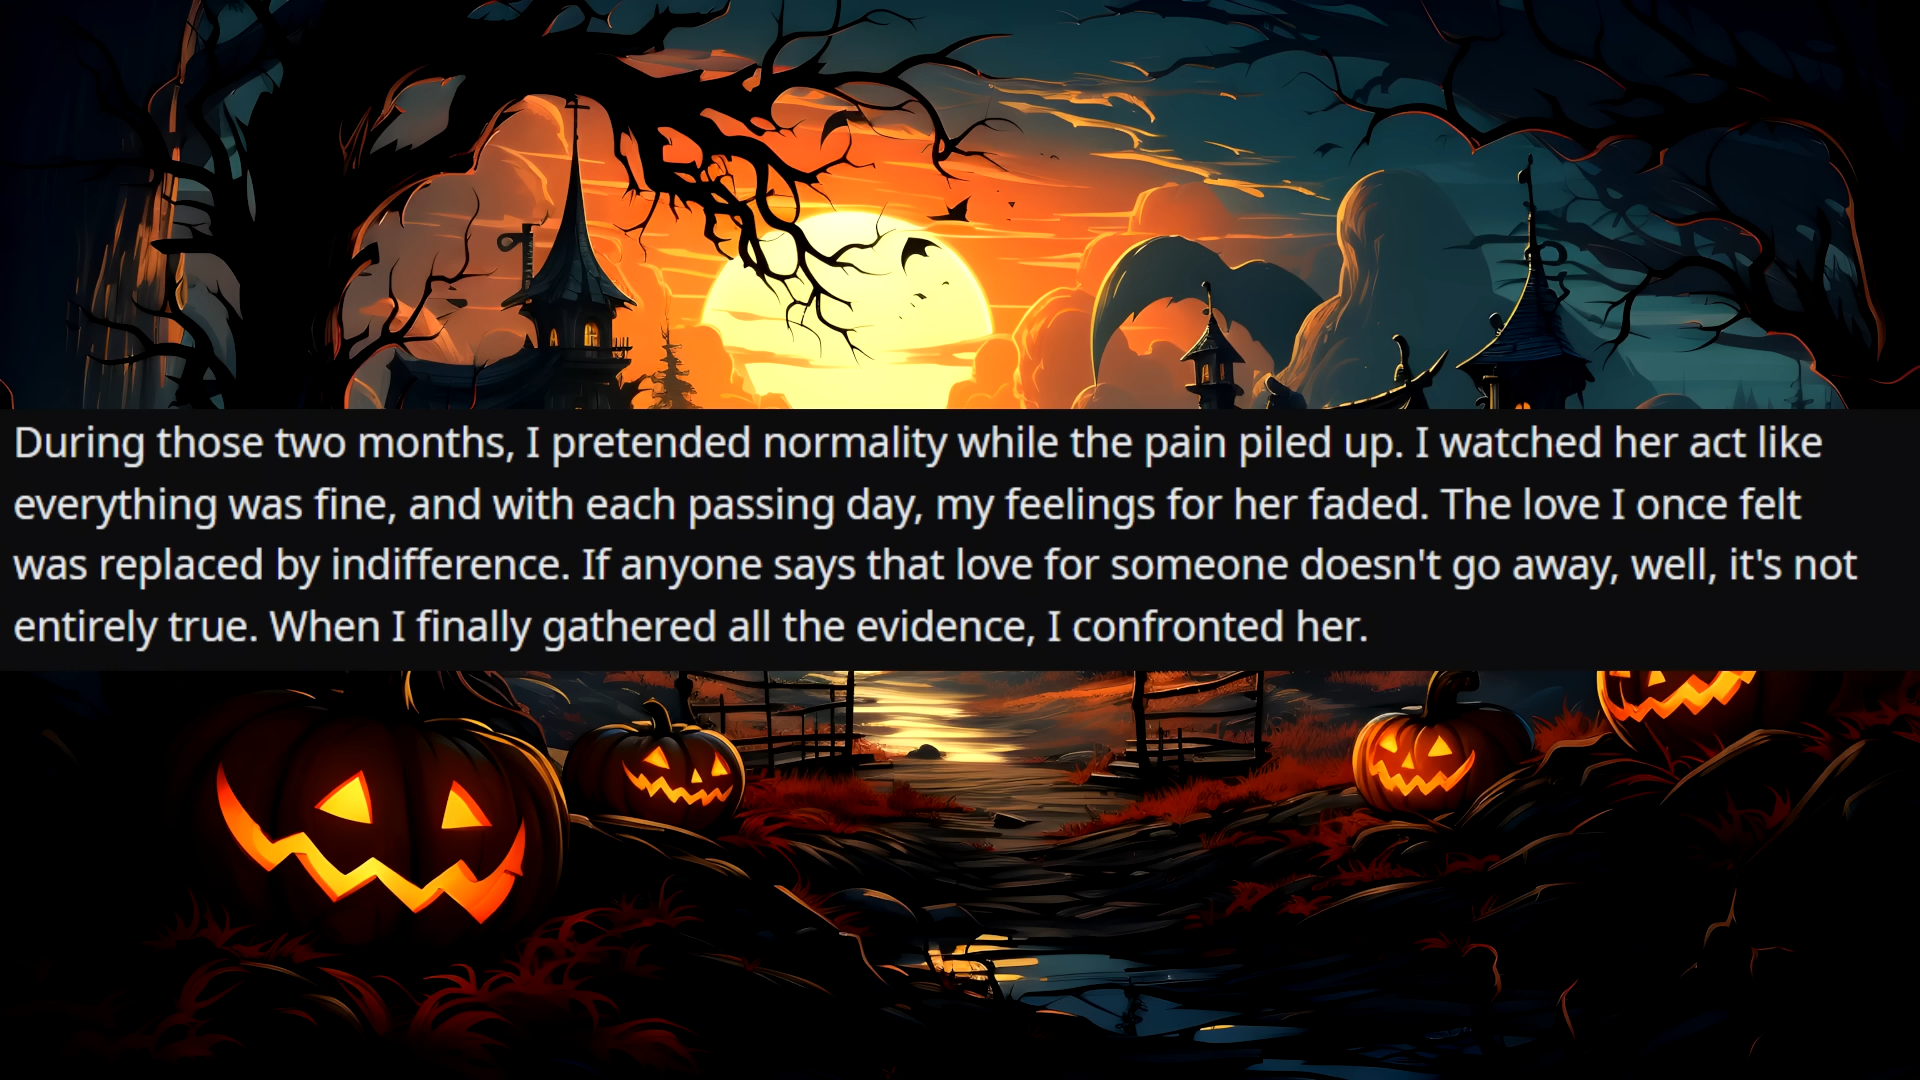 During those two months, I pretended normality while the pain piled up. I watched her act like
everything was fine, and with each passing day, my feelings for her faded. The love I once felt
was replaced by indifference. If anyone says that love for someone doesn't go away, well, it's not
entirely true. When I finally gathered all the evidence, I confronted her.